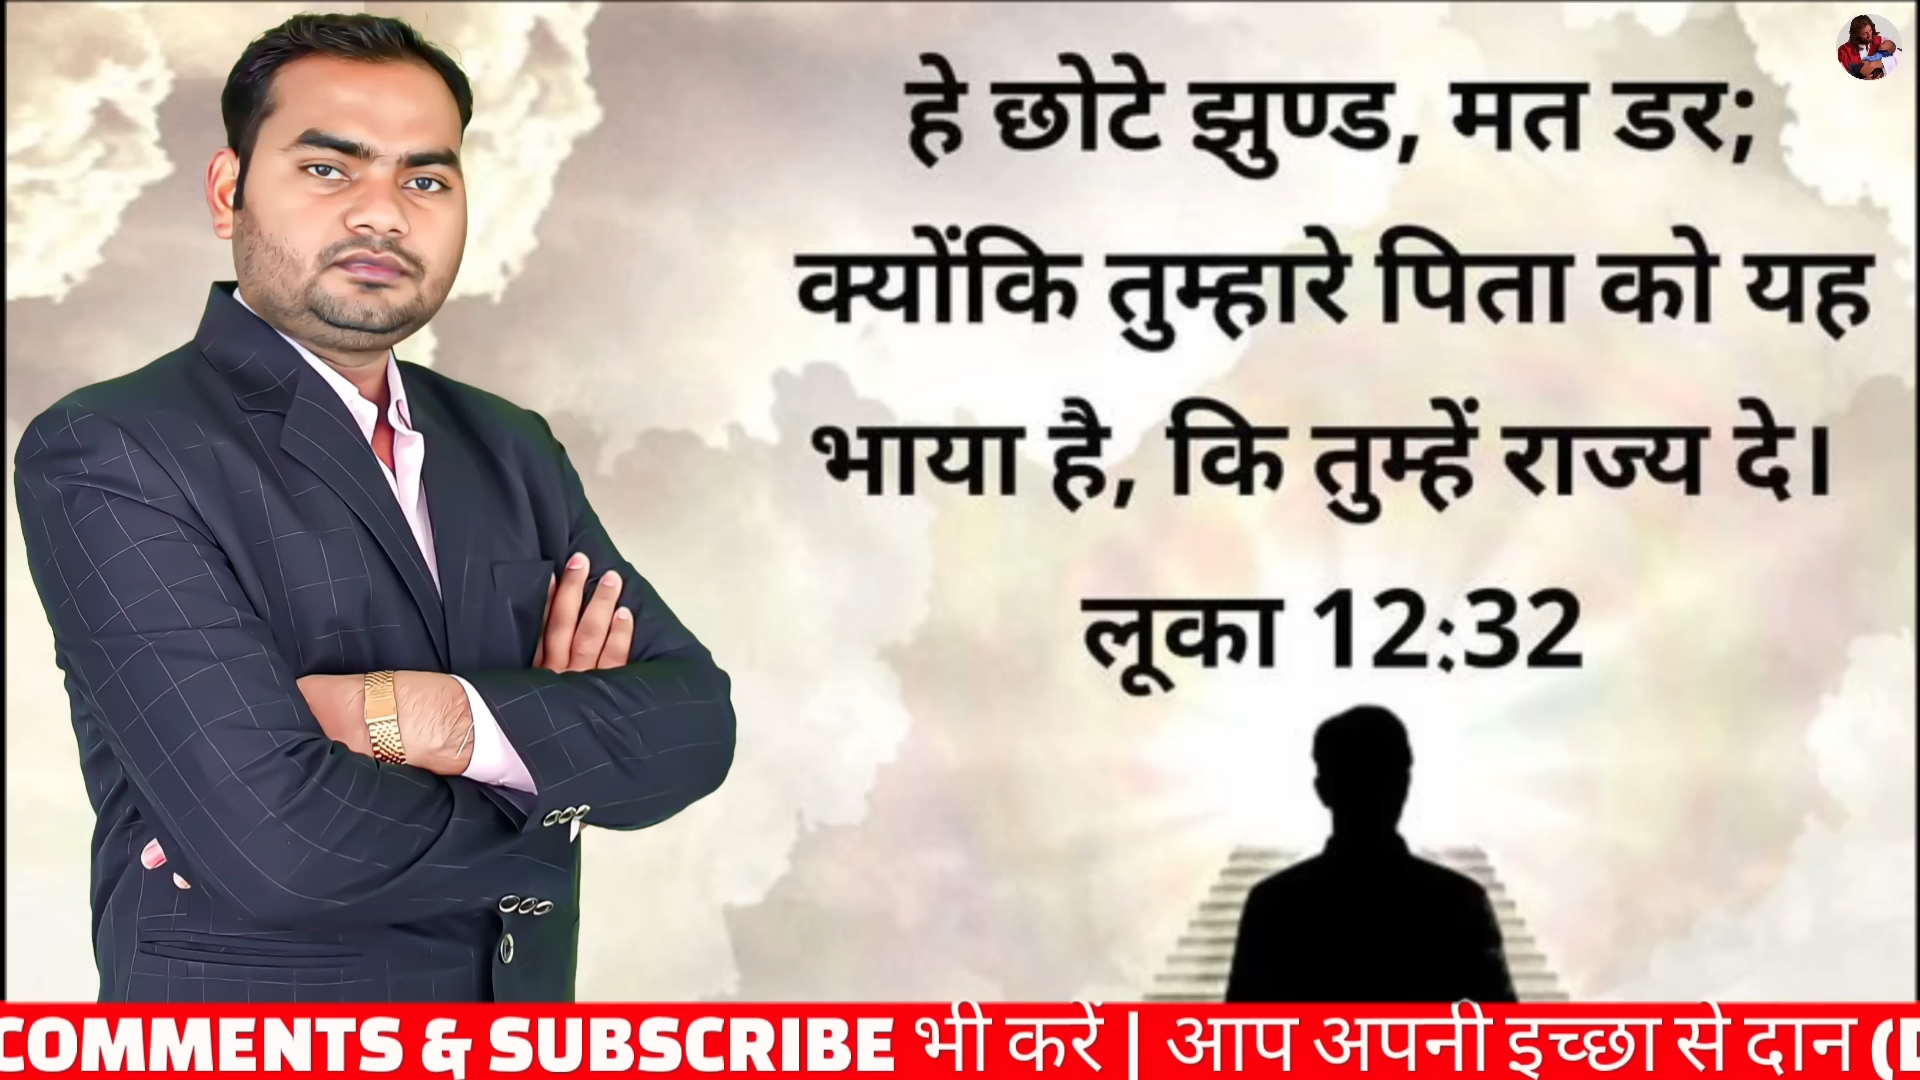 हे छोटे झुण्ड, मत डर;
क्योंकि तुम्हारे पिता को यह
भाया है, कि तुम्हें राज्य दे।
लूका 12:32
COMMENTS & SUBSCRIBE भी करें | आप अपनी इच्छा से दान (D